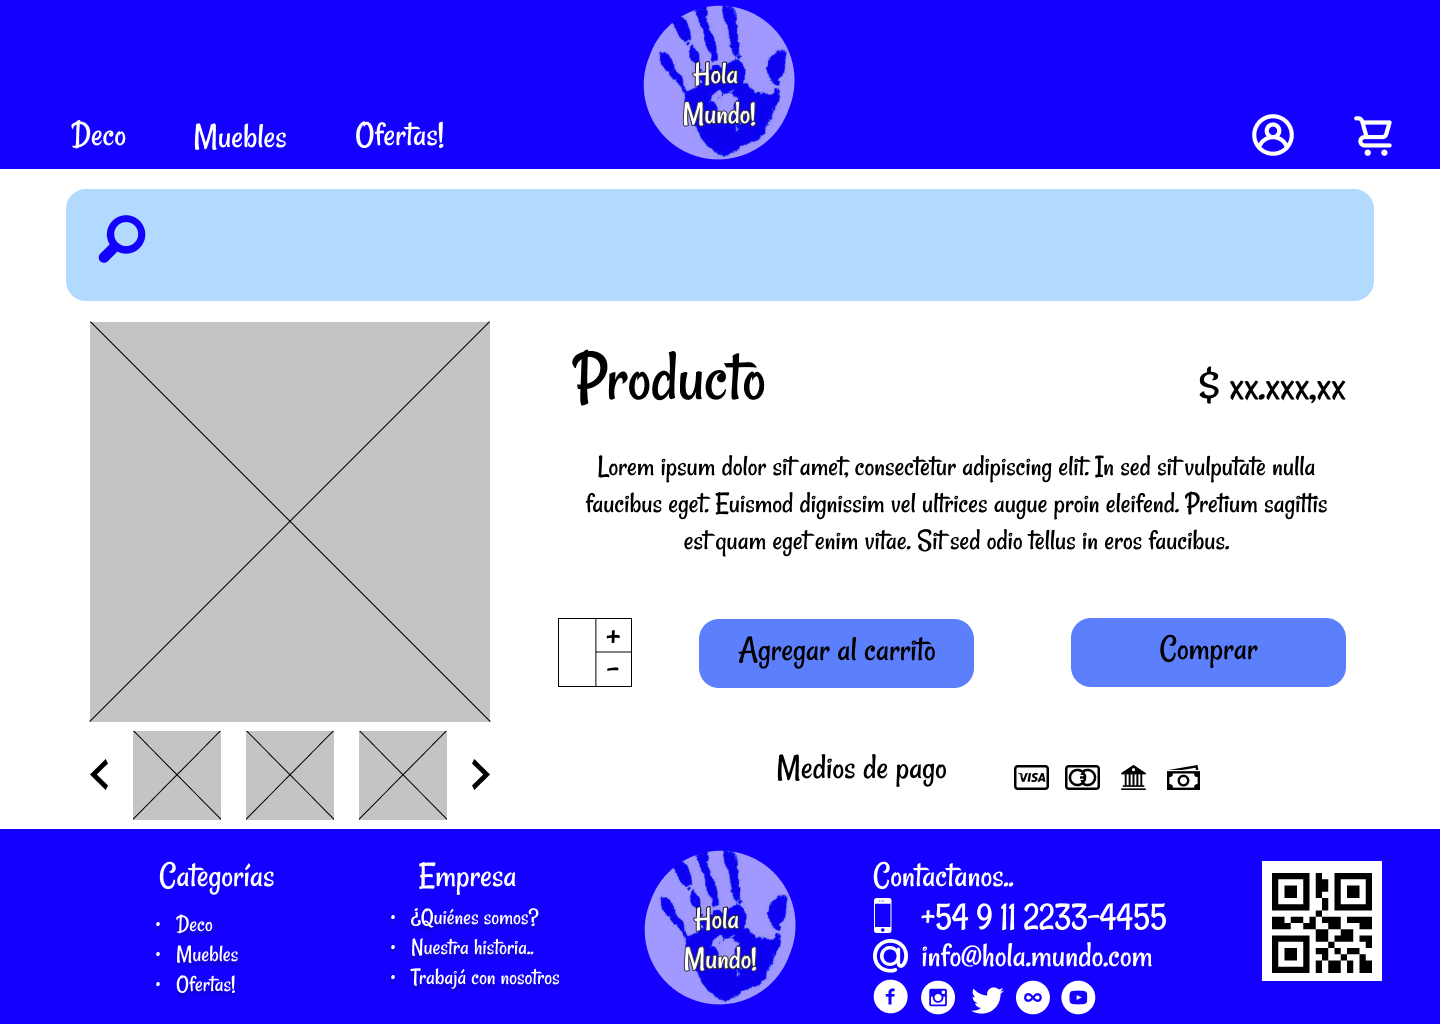 Hola
Mundo!
Deco
Muebles
Ofertas!
Producto
$ xx.xxx,xx
Lorem ipsum dolor sit amet, consectetur adipiscing elit. In sed sit vulputate nulla
faucibus eget. Euismod dignissim vel ultrices augue proin eleifend. Pretium sagittis
est quam eget enim vitae. Sit sed odio tellus in eros faucibus.
+
-
Agregar al carrito
Comprar
Medios de pago
VISA
Categorías
• Deco
• Muebles
• Ofertas!
Empresa
• ¿Quiénes somos?
• Nuestra historia..
• Trabajá con nosotros
Hola
Mundo!
Contactanos..
+54 9 11 2233-4455
info@hola.mundo.com